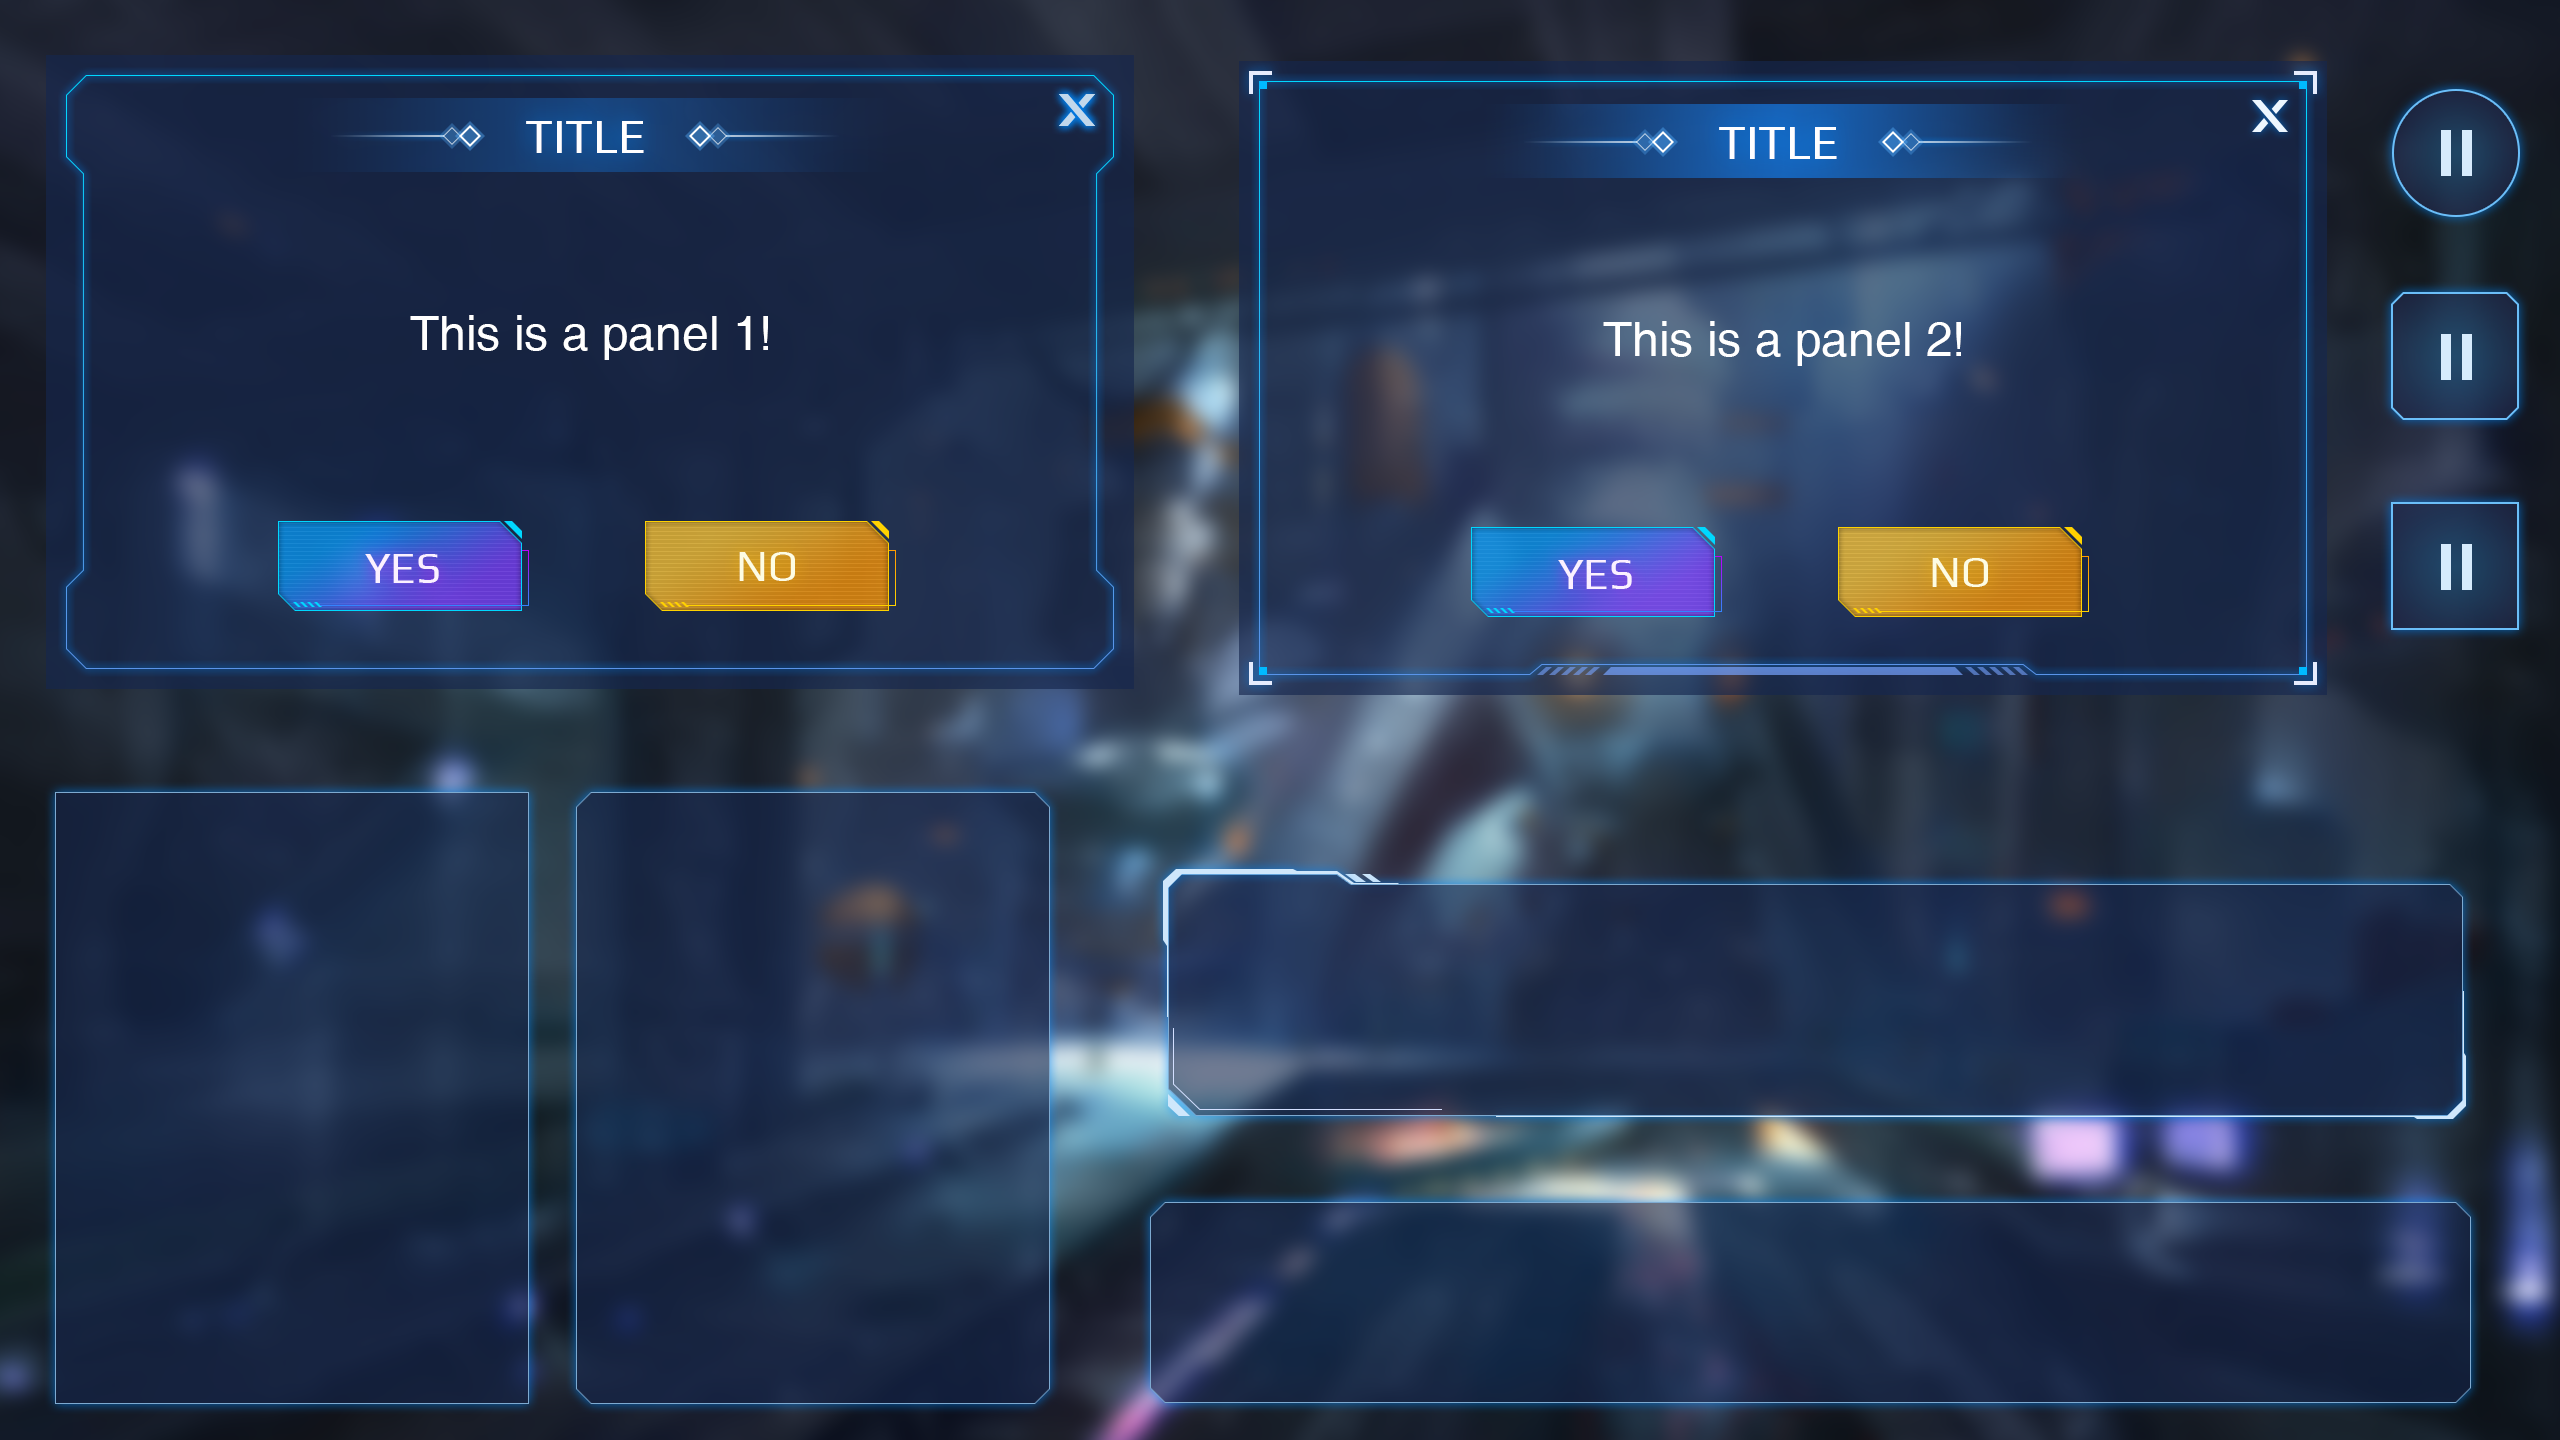 TITLE
X
This is a panel 1!
YES
NO
TITLE
X
This is a panel 2!
YES
NO